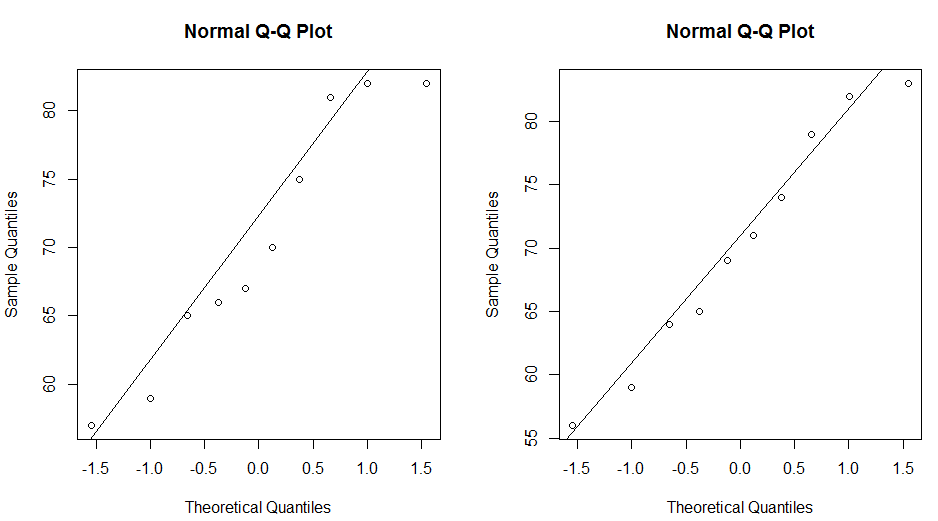 Normal Q-Q Plot
Sample Quantiles
80
75
70
65
60
-1.5 -1.0 -0.5 0.0 0.5 1.0 1.5
Theoretical Quantiles
Normal Q-Q Plot
Sample Quantiles
80
75
70
65
60
55
-1.5 -1.0 -0.5 0.0 0.5 1.0 1.5
Theoretical Quantiles